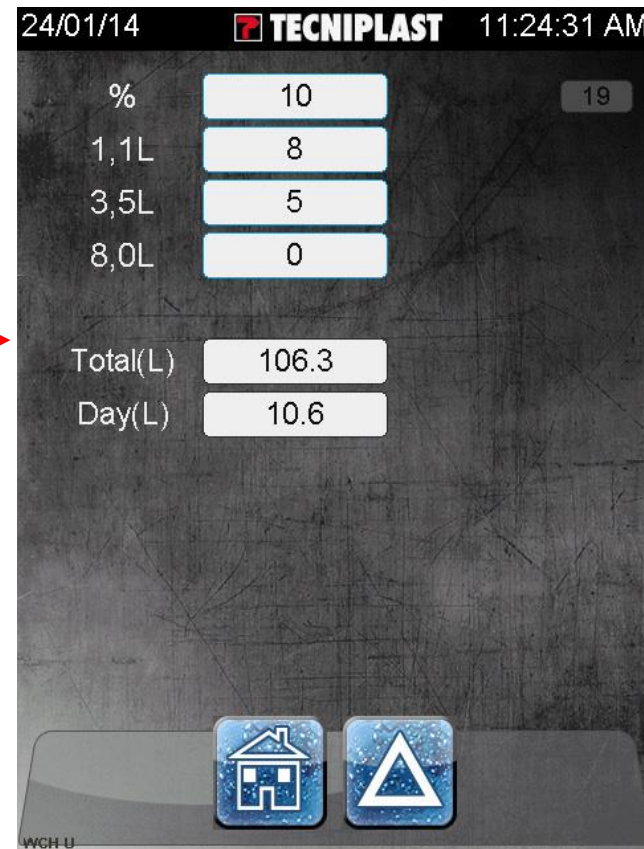 24/01/14 TECNIPLAST 11:24:31 AM
% 10 19
1,1L 8
3,5L 5
8,0L 0
Total(L) 106.3
Day(L) 10.6
WCH U